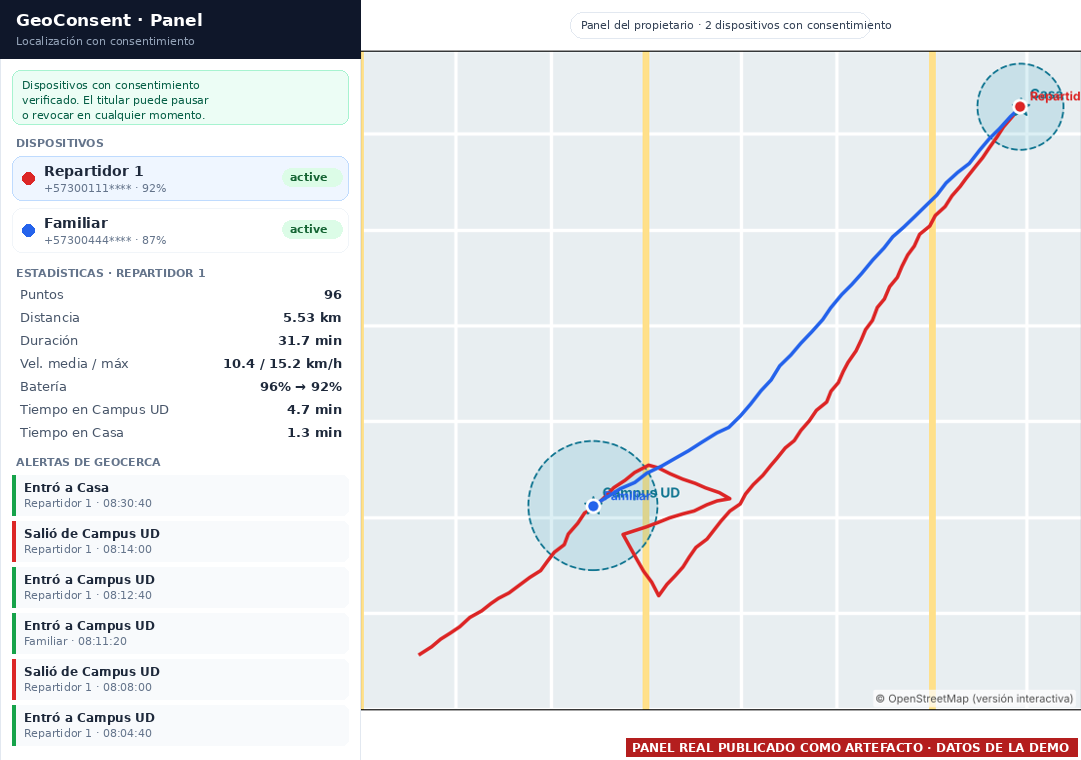 GeoConsent · Panel
Localización con consentimiento
Panel del propietario · 2 dispositivos con consentimiento
Dispositivos con consentimiento
verificado. El titular puede pausar
o revocar en cualquier momento.
DISPOSITIVOS
Repartidor 1
active
+57300111**** · 92%
Familiar
active
+57300444**** · 87%
ESTADÍSTICAS · REPARTIDOR 1
Puntos 96
Distancia 5.53 km
Duración 31.7 min
Vel. media / máx 10.4 / 15.2 km/h
Batería 96% → 92%
Tiempo en Campus UD 4.7 min
Tiempo en Casa 1.3 min
ALERTAS DE GEOCERCA
Entró a Casa
Repartidor 1 · 08:30:40
Salió de Campus UD
Repartidor 1 · 08:14:00
Entró a Campus UD
Repartidor 1 · 08:12:40
Entró a Campus UD
Familiar · 08:11:20
Salió de Campus UD
Repartidor 1 · 08:08:00
Entró a Campus UD
Repartidor 1 · 08:04:40
Casa
Repartid
Campus UD
Familiar
© OpenStreetMap (versión interactiva)
PANEL REAL PUBLICADO COMO ARTEFACTO · DATOS DE LA DEMO